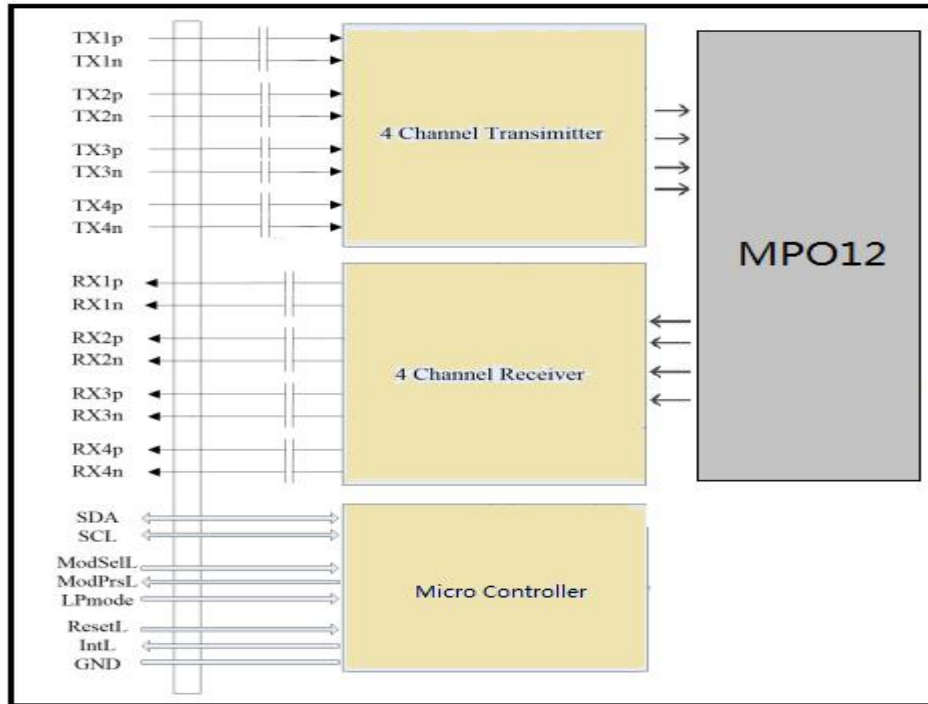 TX1p
TX1n
TX2p
TX2n
TX3p
TX3n
TX4p
TX4n
4 Channel Transimitter
MPO12
RX1p
RX1n
RX2p
RX2n
RX3p
RX3n
RX4p
RX4n
4 Channel Receiver
SDA
SCL
ModSelL
ModPrsL
LPmode
ResetL
IntL
GND
Micro Controller